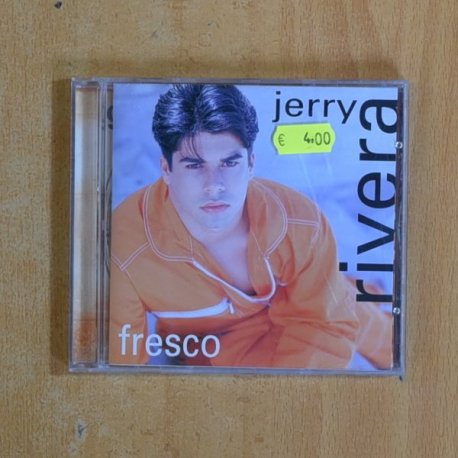 jerry
€ 4.00
rivera
fresco